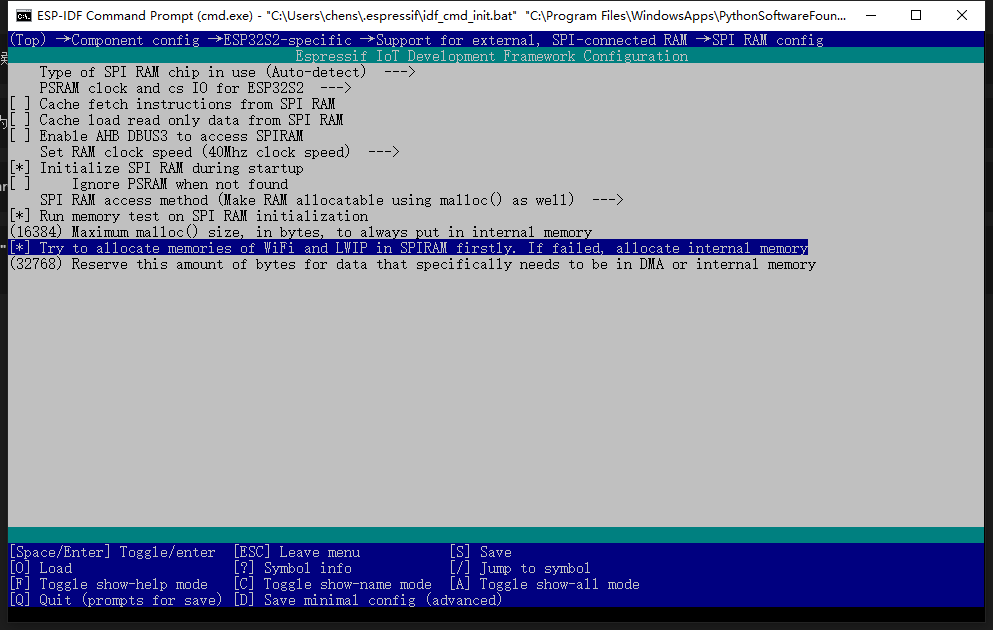 ESP-IDF Command Prompt (cmd.exe) - "C:\Users\chens\.espressif\idf_cmd_init.bat" "C:\Program Files\WindowsApps\PythonSoftwareFoun...
(Top) →Component config →ESP32S2-specific →Support for external, SPI-connected RAM →SPI RAM config
Espressif IoT Development Framework Configuration
Type of SPI RAM chip in use (Auto-detect) --->
PSRAM clock and cs IO for ESP32S2 --->
[ ] Cache fetch instructions from SPI RAM
[ ] Cache load read only data from SPI RAM
[ ] Enable AHB DBUS3 to access SPIRAM
Set RAM clock speed (40Mhz clock speed) --->
[*] Initialize SPI RAM during startup
[ ] Ignore PSRAM when not found
SPI RAM access method (Make RAM allocatable using malloc() as well) --->
[*] Run memory test on SPI RAM initialization
(16384) Maximum malloc() size, in bytes, to always put in internal memory
[*] Try to allocate memories of WiFi and LWIP in SPIRAM firstly. If failed, allocate internal memory
(32768) Reserve this amount of bytes for data that specifically needs to be in DMA or internal memory
[Space/Enter] Toggle/enter [ESC] Leave menu [S] Save
[O] Load [?] Symbol info [/] Jump to symbol
[F] Toggle show-help mode [C] Toggle show-name mode [A] Toggle show-all mode
[Q] Quit (prompts for save) [D] Save minimal config (advanced)